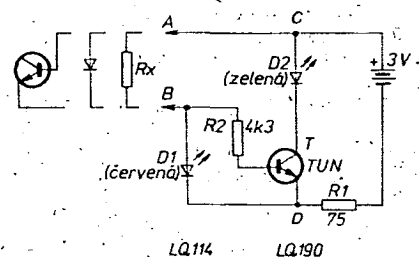 A
C
Rx
D2
(zelená)
+ 3V
B
R2
4k3
T
TUN
D1
(červená)
R1
D
75
LQ114
LQ190